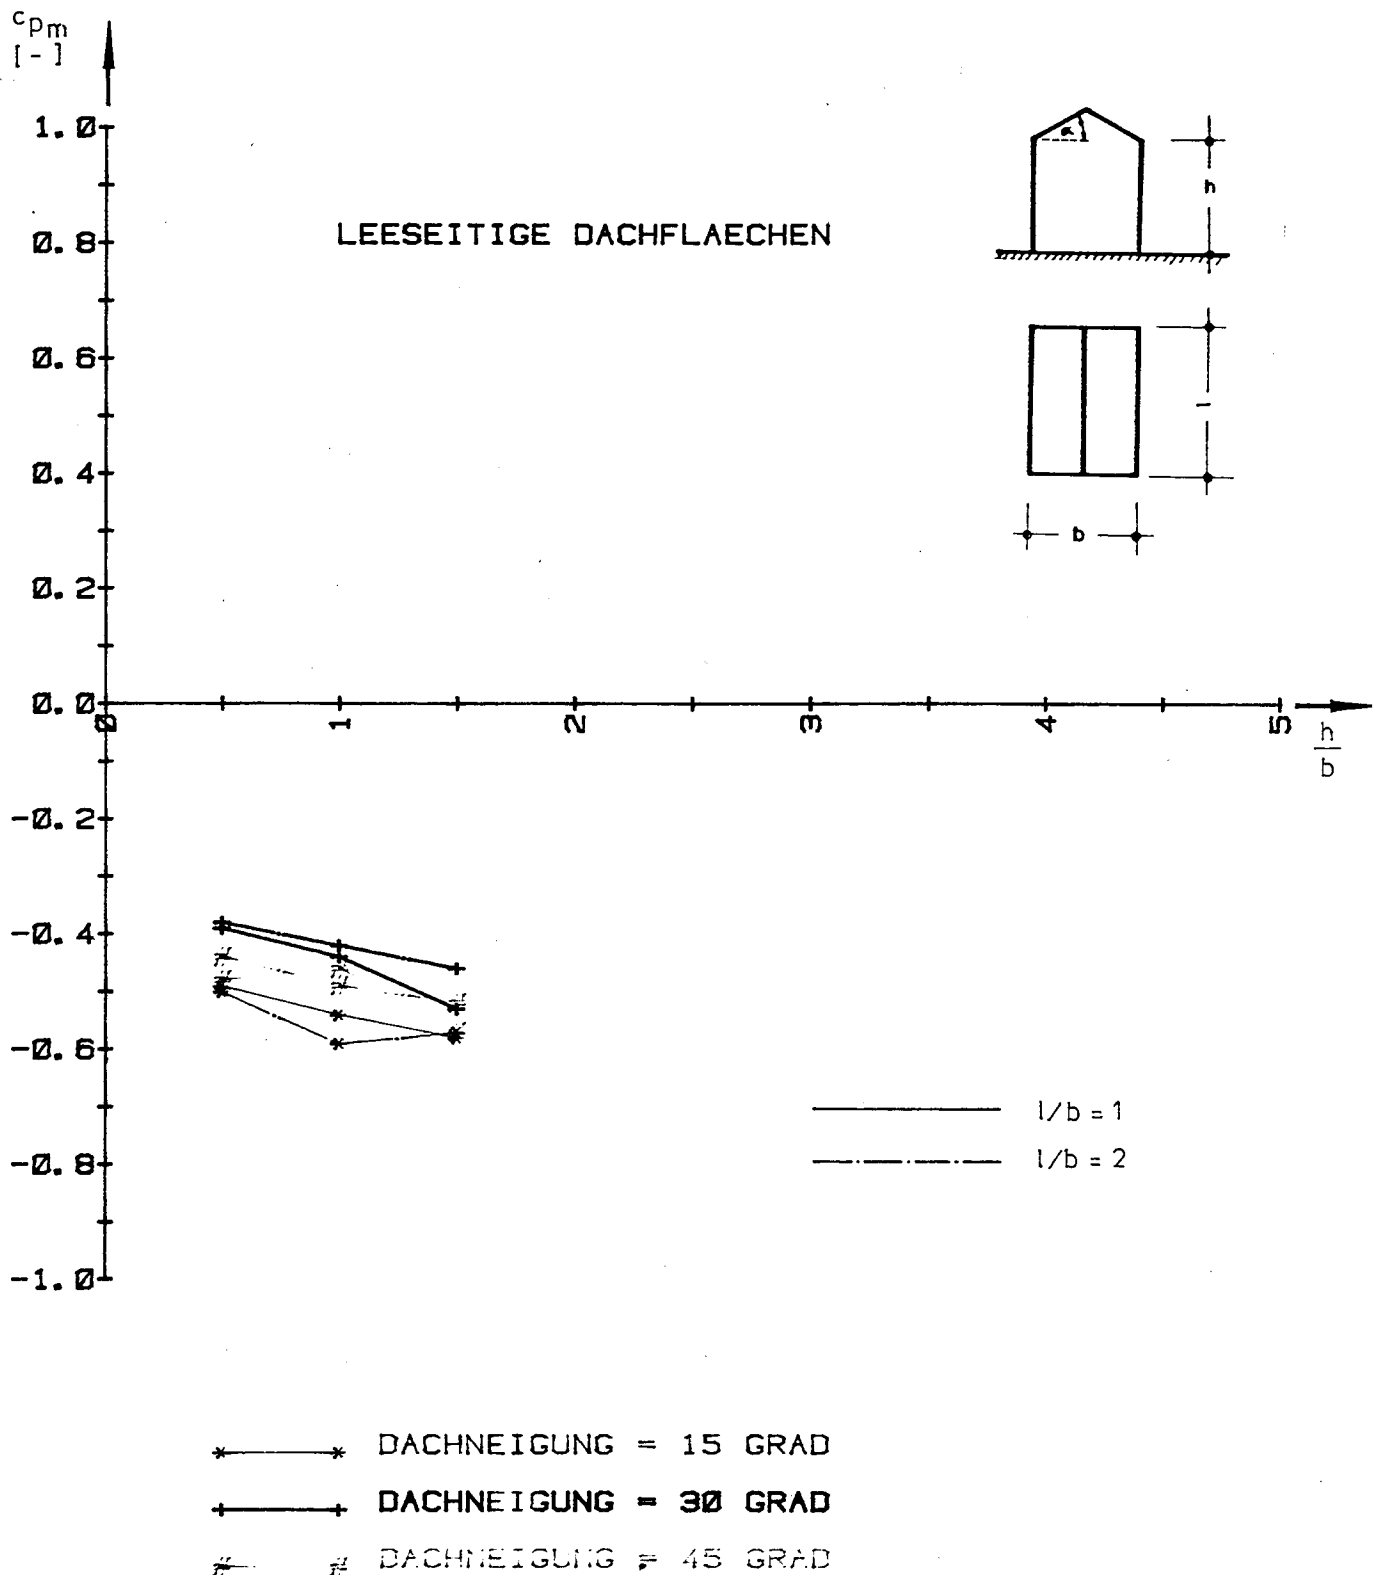 cpm
[-]
1.0
α
h
LEESEITIGE DACHFLAECHEN
0.8
0.6
l
0.4
b
0.2
0.0
0
1
2
3
4
5
h
b
-0.2
-0.4
-0.6
l/b = 1
-0.8
l/b = 2
-1.0
DACHNEIGUNG = 15 GRAD
DACHNEIGUNG = 30 GRAD
DACHNEIGUNG = 45 GRAD